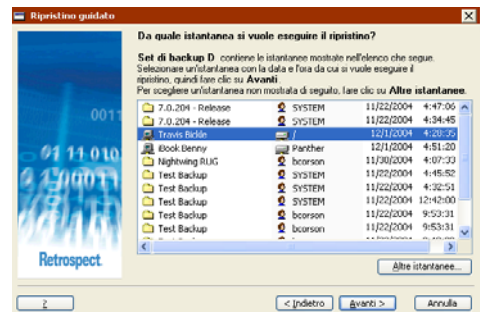 Ripristino guidato
Da quale istantanea si vuole eseguire il ripristino?
Set di backup D contiene le istantanee mostrate nell'elenco che segue.
Selezionare un'istantanea con la data e l'ora da cui si vuole eseguire il
ripristino, quindi fare clic su Avanti.
Per scegliere un'istantanea non mostrata di seguito, fare clic su Altre istantanee.
7.0.204 - Release SYSTEM 11/22/2004 4:47:06
7.0.204 - Release SYSTEM 11/22/2004 4:34:45
Travis Bickle / 12/1/2004 4:28:35
iBook Benny Panther 12/1/2004 4:51:20
Nightwing RUG bcorson 11/30/2004 4:07:33
Test Backup SYSTEM 11/22/2004 4:45:52
Test Backup SYSTEM 11/22/2004 4:32:51
Test Backup SYSTEM 11/22/2004 12:42:00
Test Backup bcorson 11/22/2004 9:53:31
Test Backup bcorson 11/22/2004 9:53:31
Retrospect.
Altre istantanee...
?
< Indietro
Avanti >
Annulla